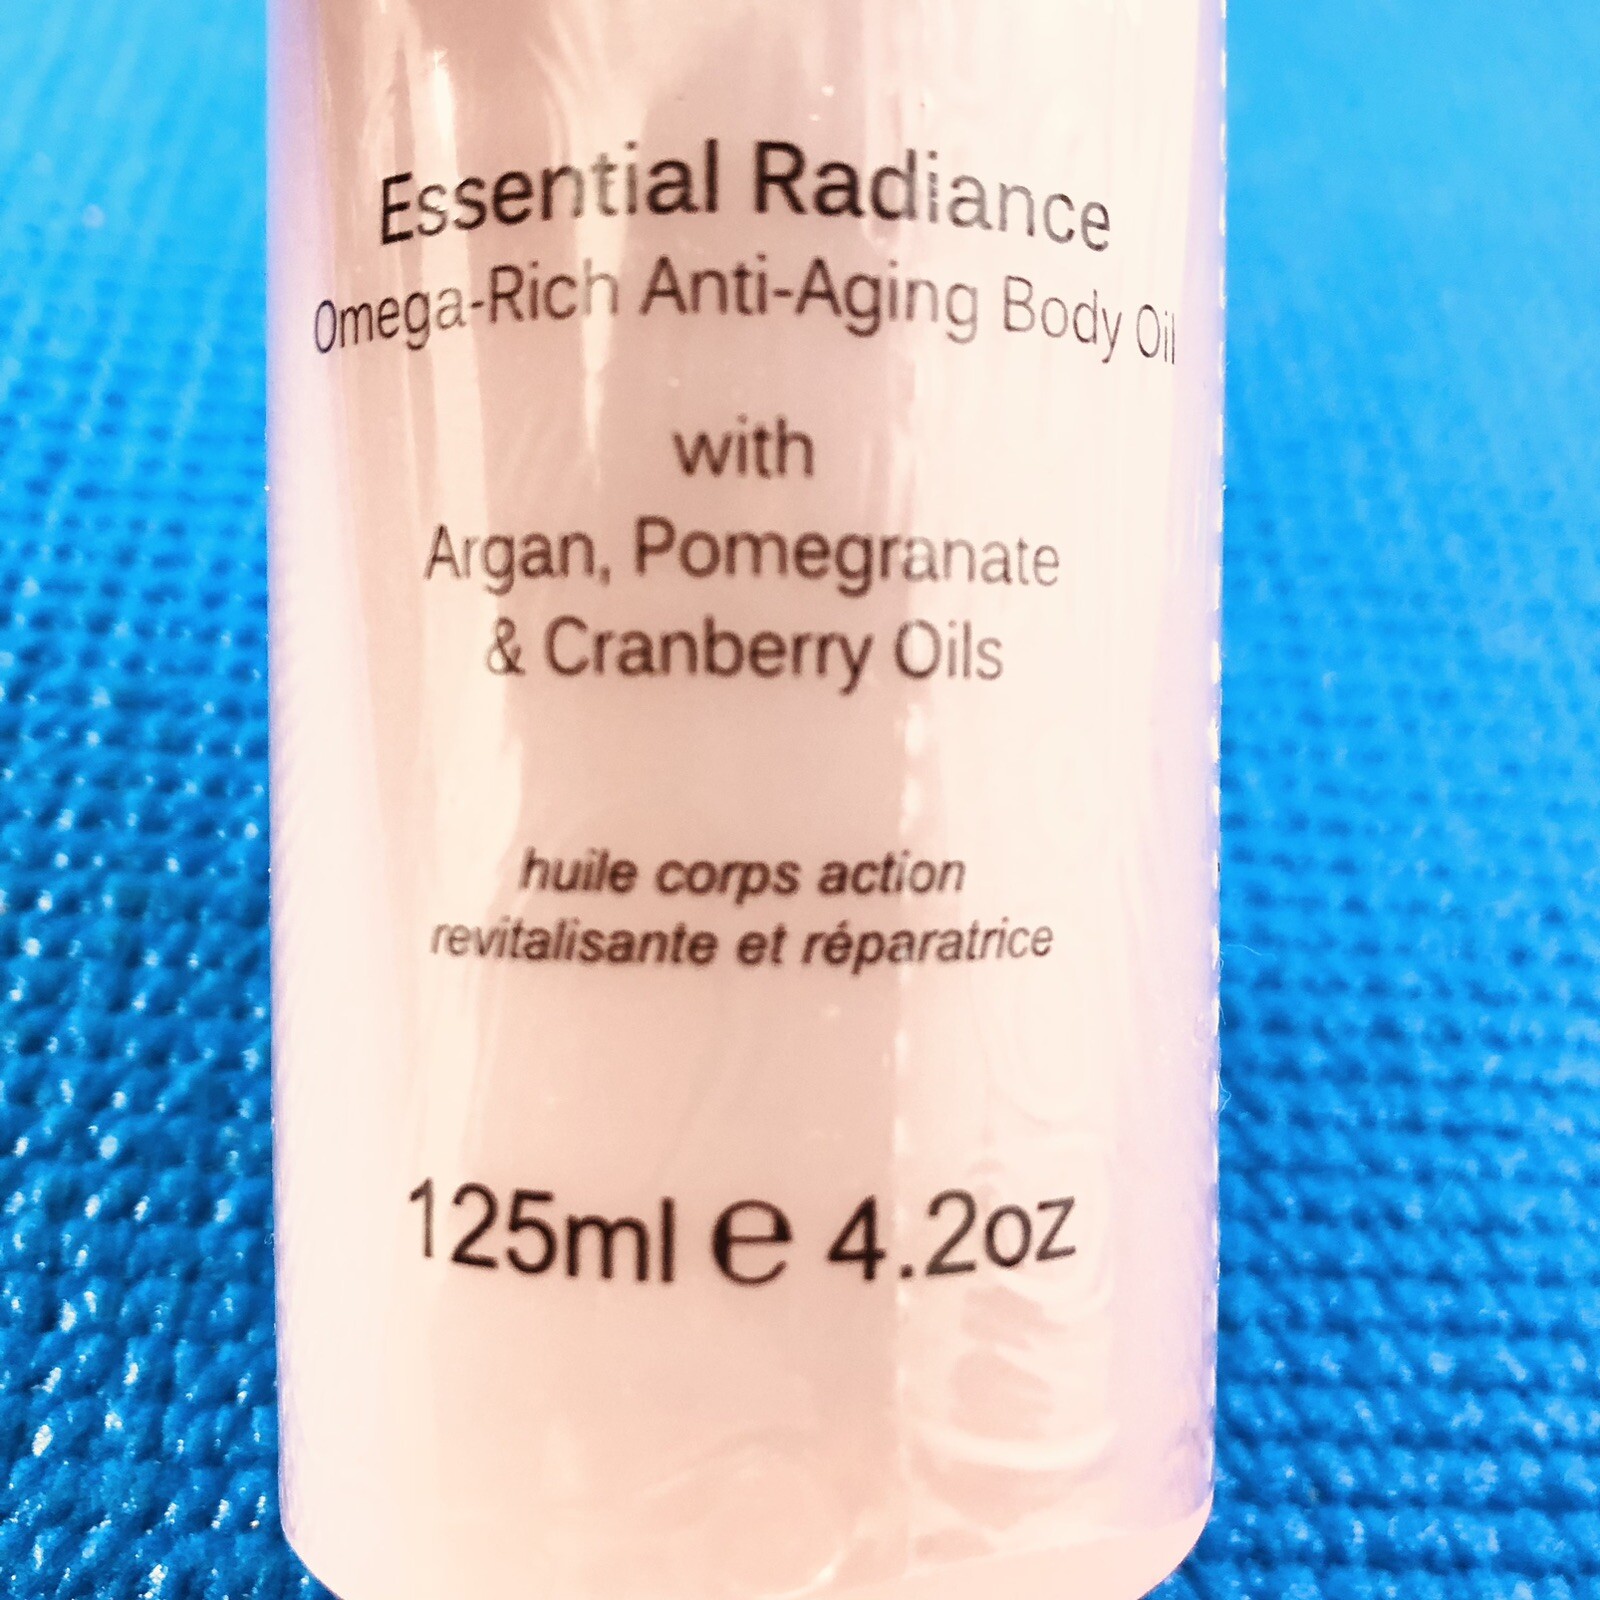 Essential Radiance
Omega-Rich Anti-Aging Body Oil
with
Argan, Pomegranate
& Cranberry Oils
huile corps action
revitalisante et réparatrice
125ml e 4.2oz